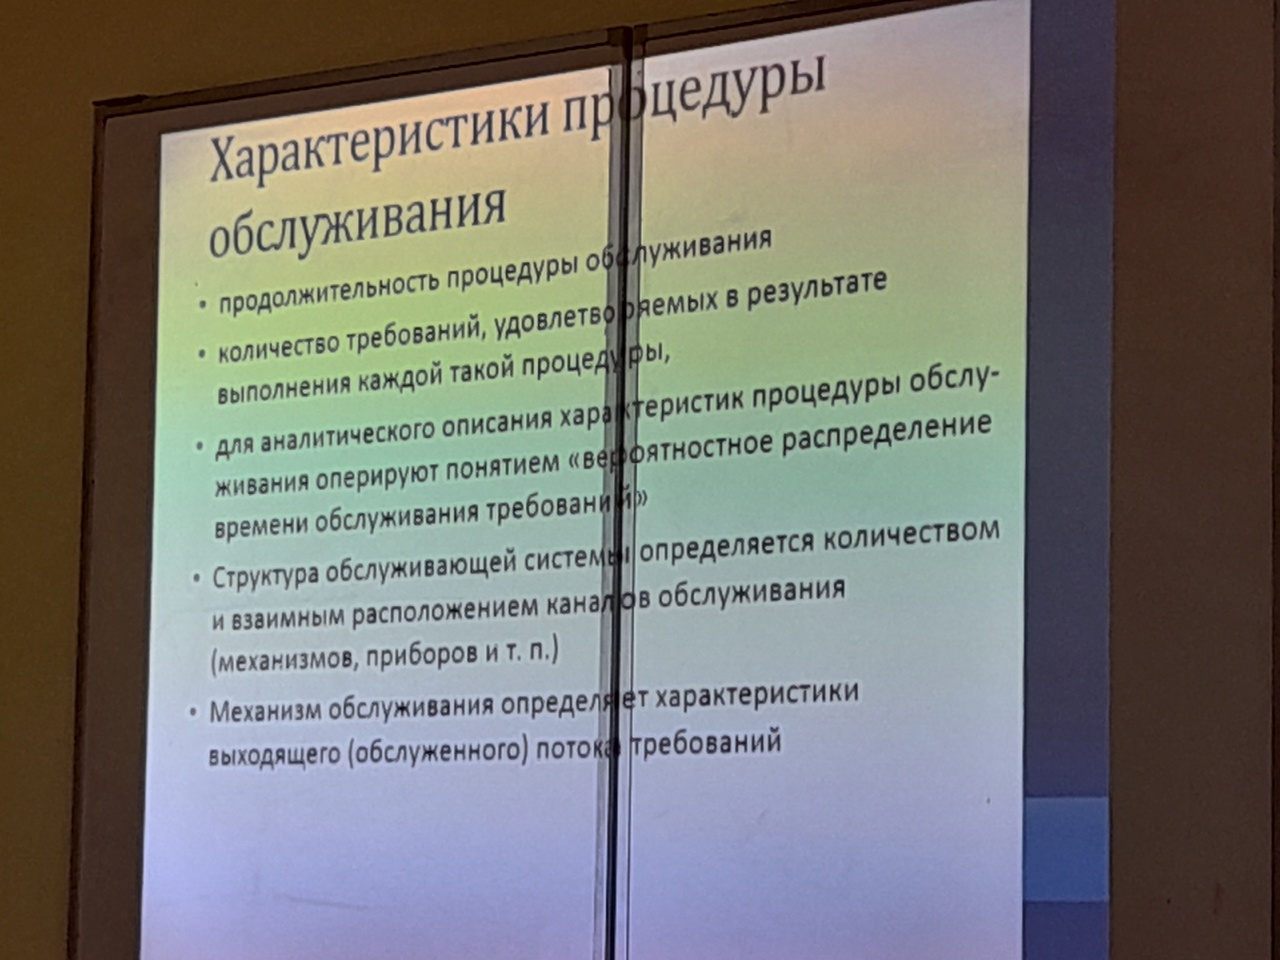 Характеристики процедуры
обслуживания
• продолжительность процедуры обслуживания
• количество требований, удовлетворяемых в результате
выполнения каждой такой процедуры,
• для аналитического описания характеристик процедуры обслу-
живания оперируют понятием «вероятностное распределение
времени обслуживания требований»
• Структура обслуживающей системы определяется количеством
и взаимным расположением каналов обслуживания
(механизмов, приборов и т. п.)
• Механизм обслуживания определяет характеристики
выходящего (обслуженного) потока требований